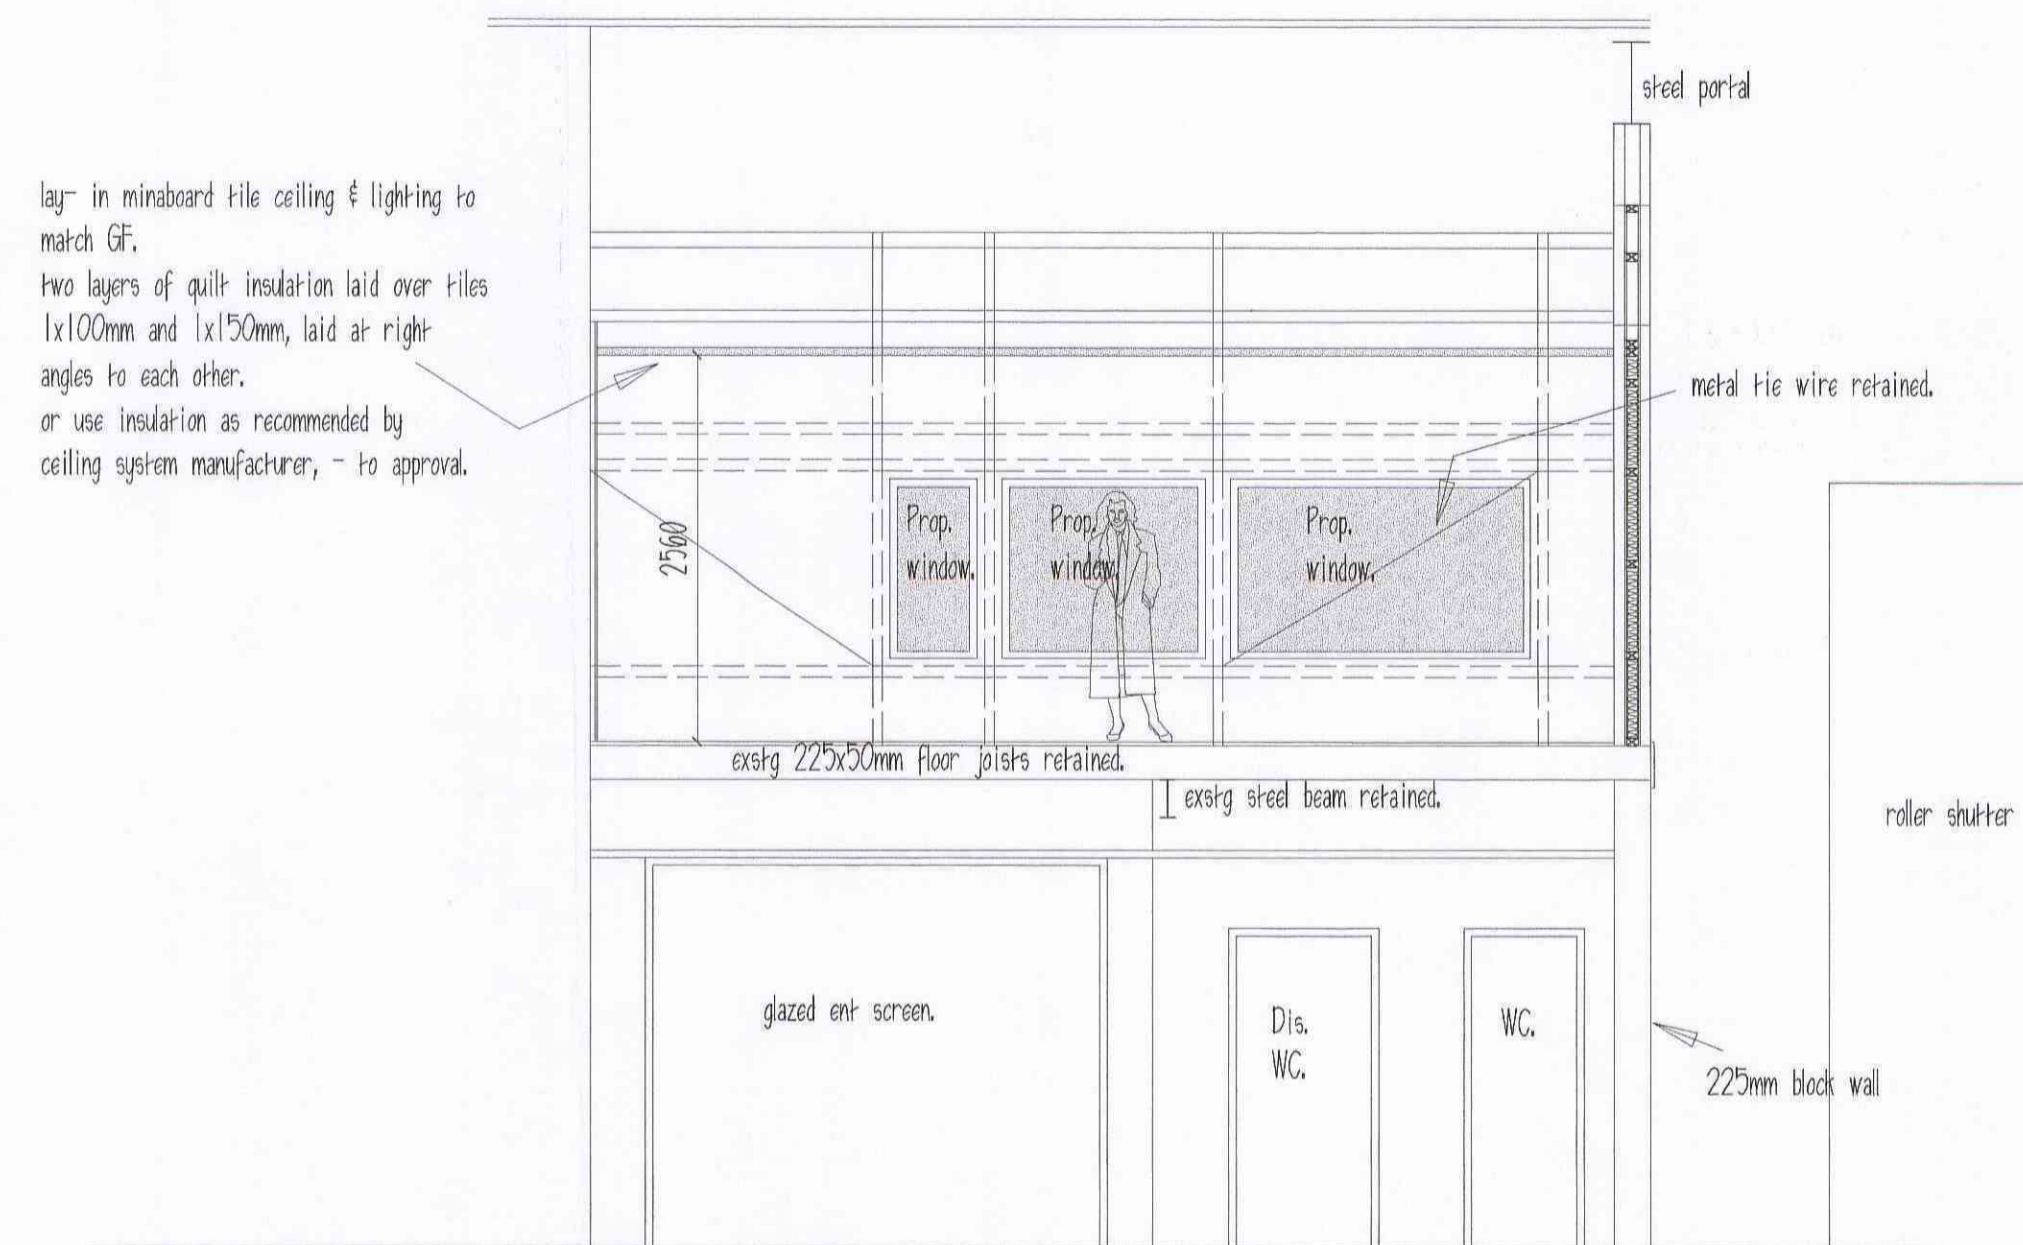 steel portal
lay- in minaboard tile ceiling & lighting to
match GF.
two layers of quilt insulation laid over tiles
1x100mm and 1x150mm, laid at right
angles to each other.
or use insulation as recommended by
ceiling system manufacturer, - to approval.
metal tie wire retained.
2560
Prop.
window.
Prop.
window.
Prop.
window.
exstg 225x50mm floor joists retained.
exstg steel beam retained.
roller shutter
glazed ent screen.
Dis.
WC.
WC.
225mm block wall